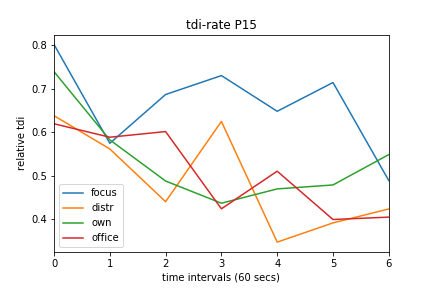 tdi-rate P15
0.8
0.7
0.6
0.5
0.4
relative tdi
focus
distr
own
office
0 1 2 3 4 5 6
time intervals (60 secs)